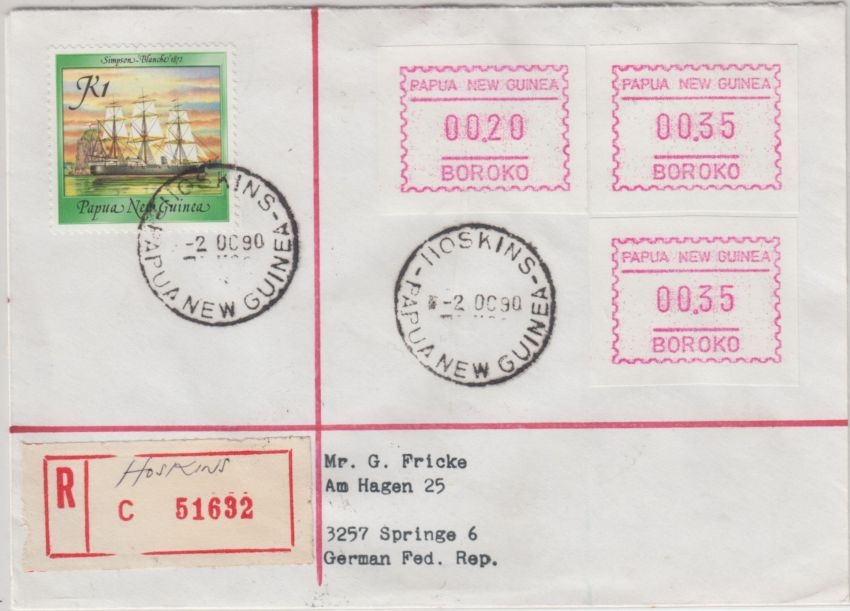 Simpson - Blanche 1872
K1
Papua New Guinea
HOSKINS -
-2 OC 90
PAPUA NEW GUINEA
PAPUA NEW GUINEA
00.20
BOROKO
PAPUA NEW GUINEA
00.35
BOROKO
HOSKINS -
-2 OC 90
PAPUA NEW GUINEA
PAPUA NEW GUINEA
00.35
BOROKO
R
HOSKINS
C 51692
Mr. G. Fricke
Am Hagen 25
3257 Springe 6
German Fed. Rep.